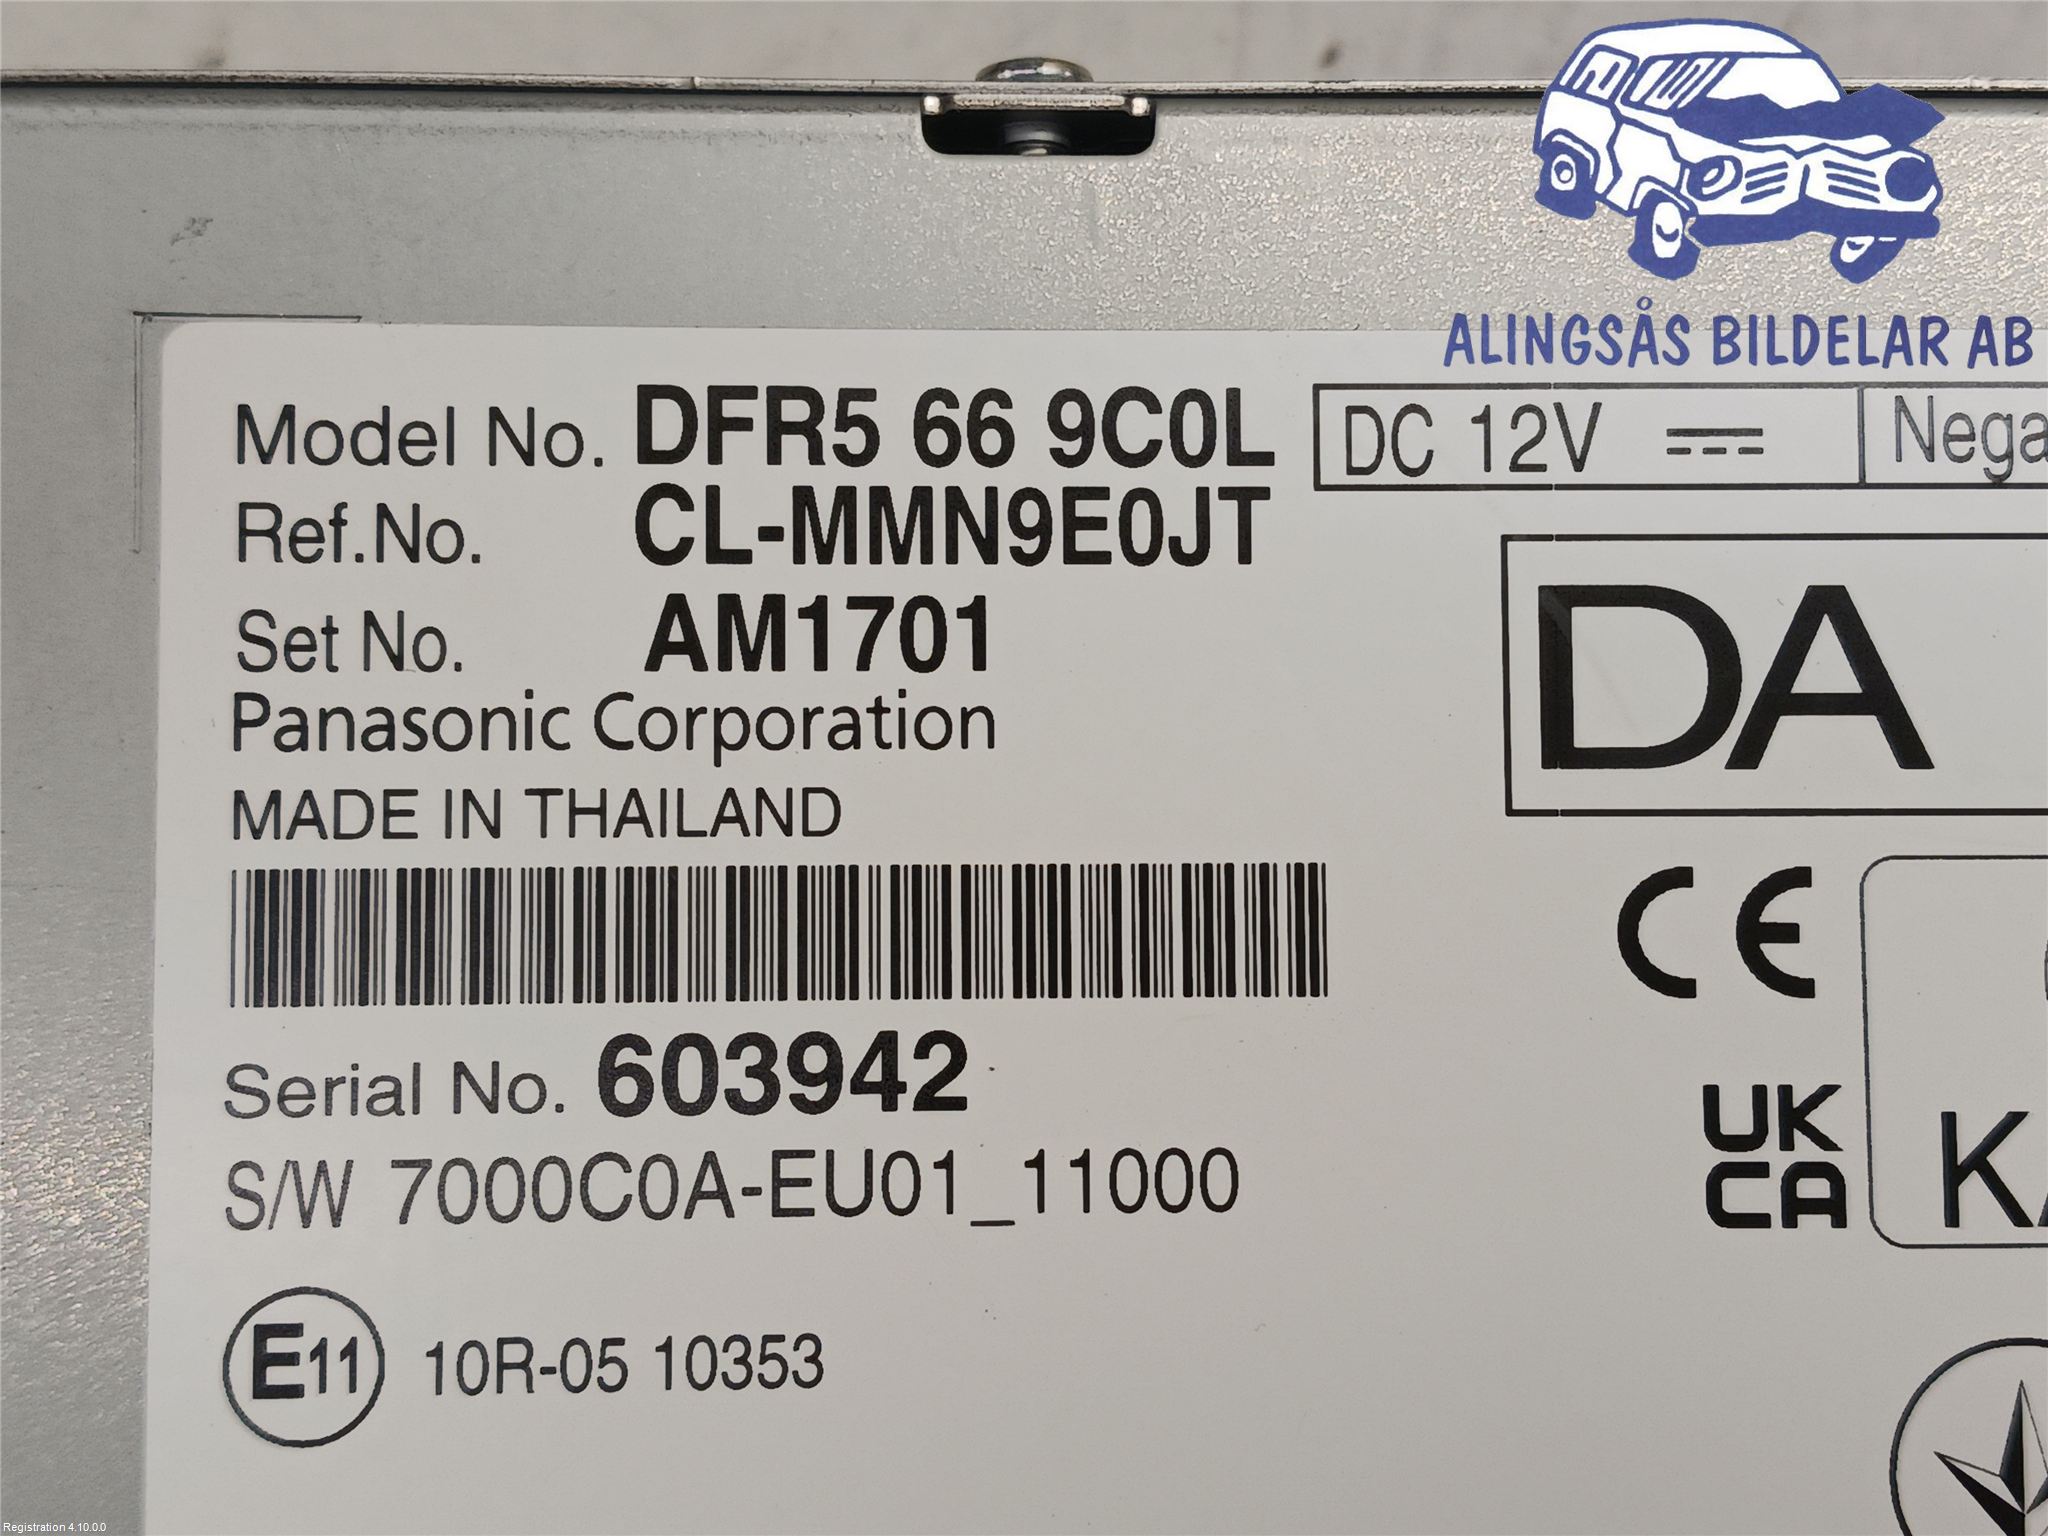 ALINGSÅS BILDELAR AB
Model No. DFR5 66 9C0L
DC 12V
Ref.No. CL-MMN9E0JT
Set No. AM1701
DA
Panasonic Corporation
MADE IN THAILAND
CE
Serial No. 603942
UK
CA
S/W 7000C0A-EU01_11000
E11 10R-05 10353
Registration 4.10.0.0